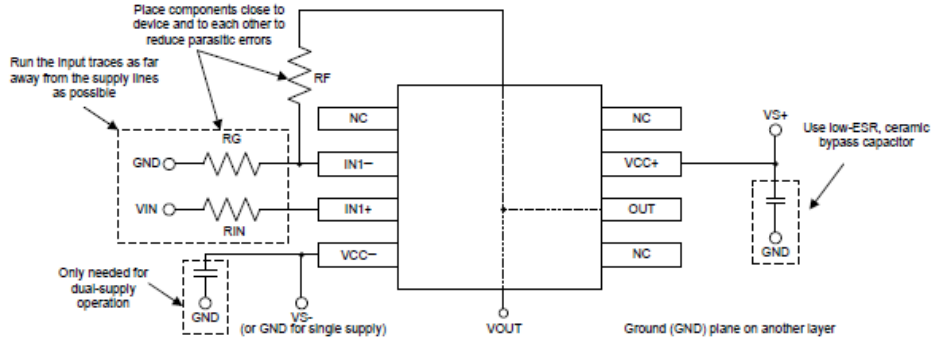 Place components close to
device and to each other to
reduce parasitic errors
Run the input traces as far
away from the supply lines
as possible
RF
NC
NC
VS+
Use low-ESR, ceramic
bypass capacitor
RG
GND
IN1−
VCC+
VIN
IN1+
OUT
RIN
GND
VCC−
NC
Only needed for
dual-supply
operation
GND
VS-
(or GND for single supply)
VOUT
Ground (GND) plane on another layer